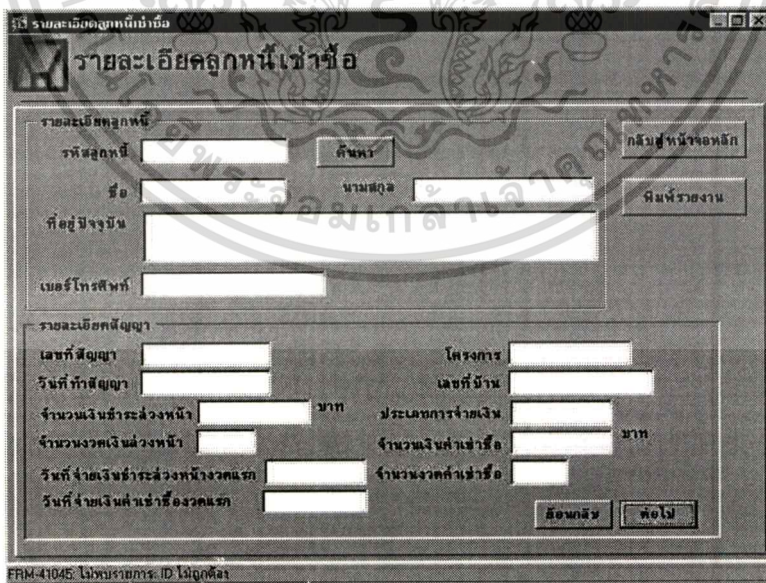 รายละเอียดลูกหนี้เช่าซื้อ
รายละเอียดลูกหนี้เช่าซื้อ
รายละเอียดลูกหนี้
รหัสลูกหนี้ ค้นหา
กลับสู่หน้าจอหลัก
ชื่อ นามสกุล
พิมพ์รายงาน
ที่อยู่ปัจจุบัน
เบอร์โทรศัพท์
รายละเอียดสัญญา
เลขที่สัญญา โครงการ
วันที่ทำสัญญา เลขที่บ้าน
จำนวนเงินชำระล่วงหน้า บาท ประเภทการจ่ายเงิน
จำนวนงวดเงินล่วงหน้า จำนวนเงินค่าเช่าซื้อ บาท
วันที่จ่ายเงินชำระล่วงหน้างวดแรก จำนวนงวดค่าเช่าซื้อ
วันที่จ่ายเงินค่าเช่าซื้องวดแรก
ย้อนกลับ ต่อไป
FRM-41045: ไม่พบรายการ: ID ไม่ถูกต้อง